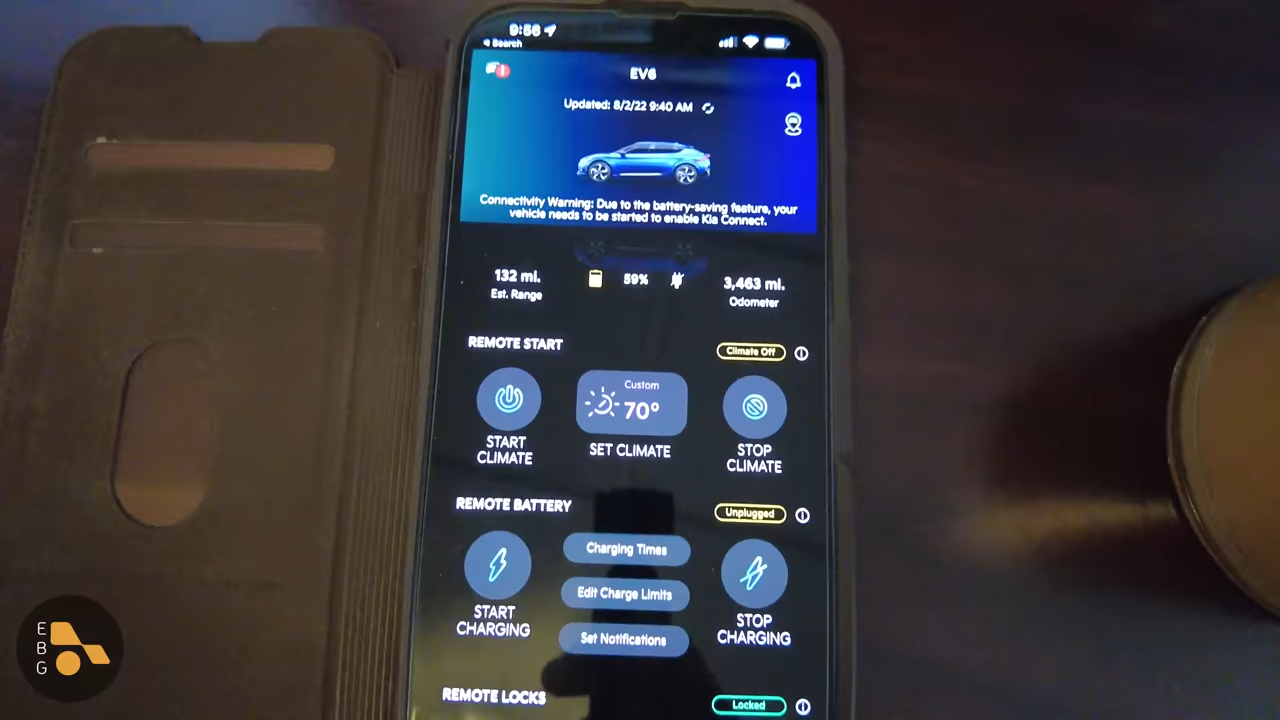 9:56
Search
EV6
Updated: 8/2/22 9:40 AM
Connectivity Warning: Due to the battery-saving feature, your
vehicle needs to be started to enable Kia Connect.
132 mi.
Est. Range
59%
3,463 mi.
Odometer
REMOTE START
Climate Off
START
CLIMATE
Custom
70°
SET CLIMATE
STOP
CLIMATE
REMOTE BATTERY
Unplugged
START
CHARGING
Charging Times
Edit Charge Limits
Set Notifications
STOP
CHARGING
REMOTE LOCKS
Locked
E
B
G